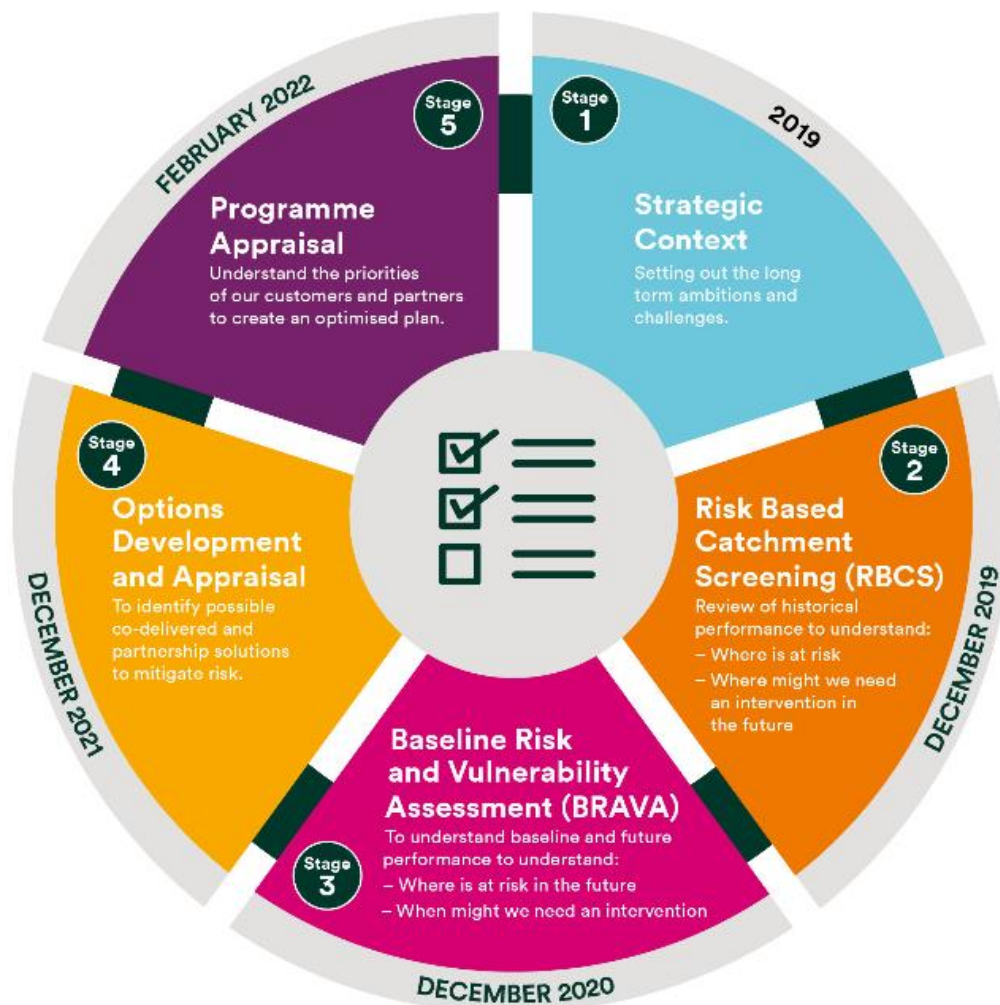 2019
Stage
1
Strategic
Context
Setting out the long
term ambitions and
challenges.
DECEMBER 2019
Stage
2
Risk Based
Catchment
Screening (RBCS)
Review of historical
performance to understand:
– Where is at risk
– Where might we need
an intervention in
the future
DECEMBER 2020
Stage
3
Baseline Risk
and Vulnerability
Assessment (BRAVA)
To understand baseline and future
performance to understand:
– Where is at risk in the future
– When might we need an intervention
DECEMBER 2021
Stage
4
Options
Development
and Appraisal
To identify possible
co-delivered and
partnership solutions
to mitigate risk.
FEBRUARY 2022
Stage
5
Programme
Appraisal
Understand the priorities
of our customers and partners
to create an optimised plan.